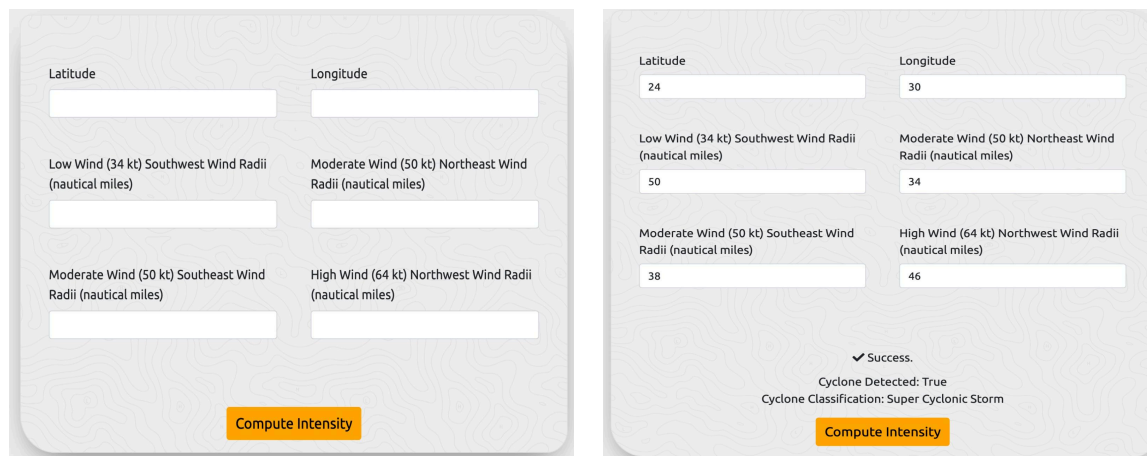 Latitude
Longitude
Low Wind (34 kt) Southwest Wind Radii
(nautical miles)
Moderate Wind (50 kt) Northeast Wind
Radii (nautical miles)
Moderate Wind (50 kt) Southeast Wind
Radii (nautical miles)
High Wind (64 kt) Northwest Wind Radii
(nautical miles)
Compute Intensity
Latitude
24
Longitude
30
Low Wind (34 kt) Southwest Wind Radii
(nautical miles)
50
Moderate Wind (50 kt) Northeast Wind
Radii (nautical miles)
34
Moderate Wind (50 kt) Southeast Wind
Radii (nautical miles)
38
High Wind (64 kt) Northwest Wind Radii
(nautical miles)
46
✔ Success.
Cyclone Detected: True
Cyclone Classification: Super Cyclonic Storm
Compute Intensity